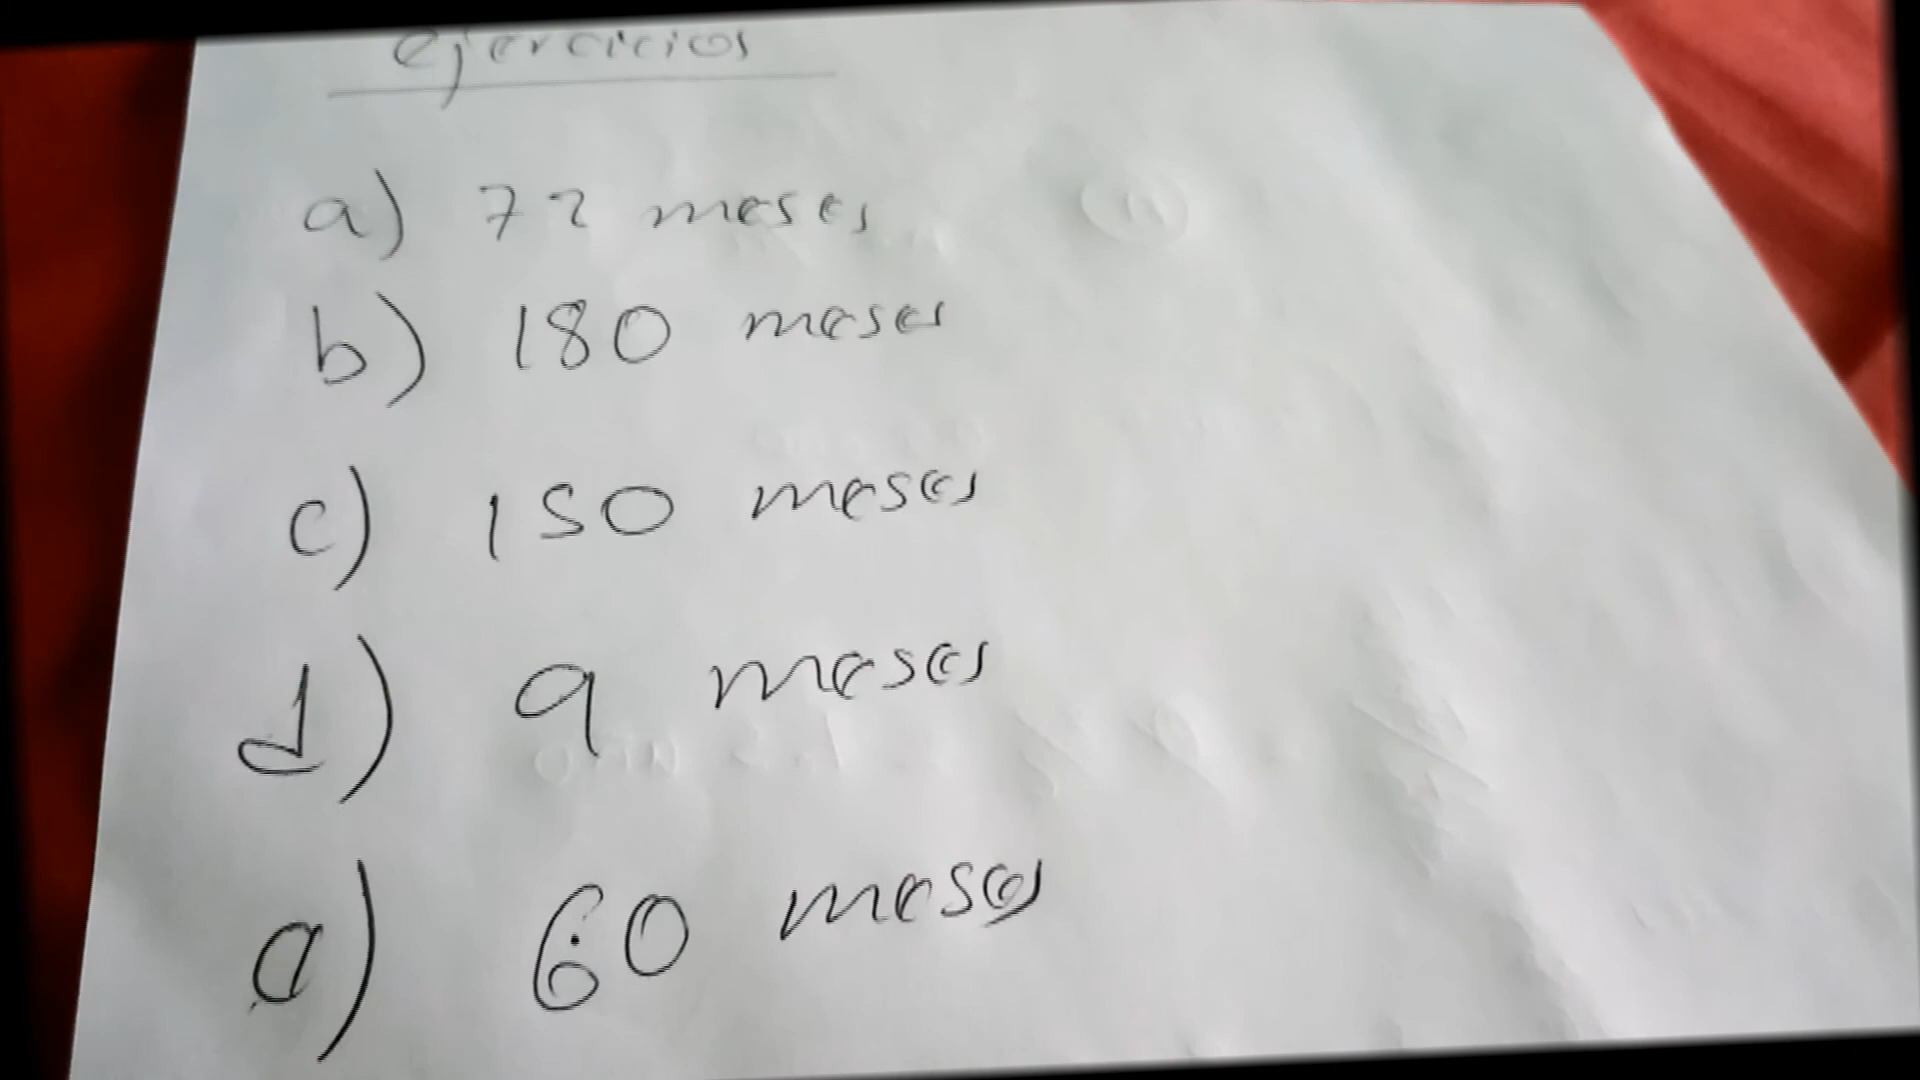 ejercicios
a) 72 meses
b) 180 meses
c) 150 meses
d) 9 meses
a) 60 meses